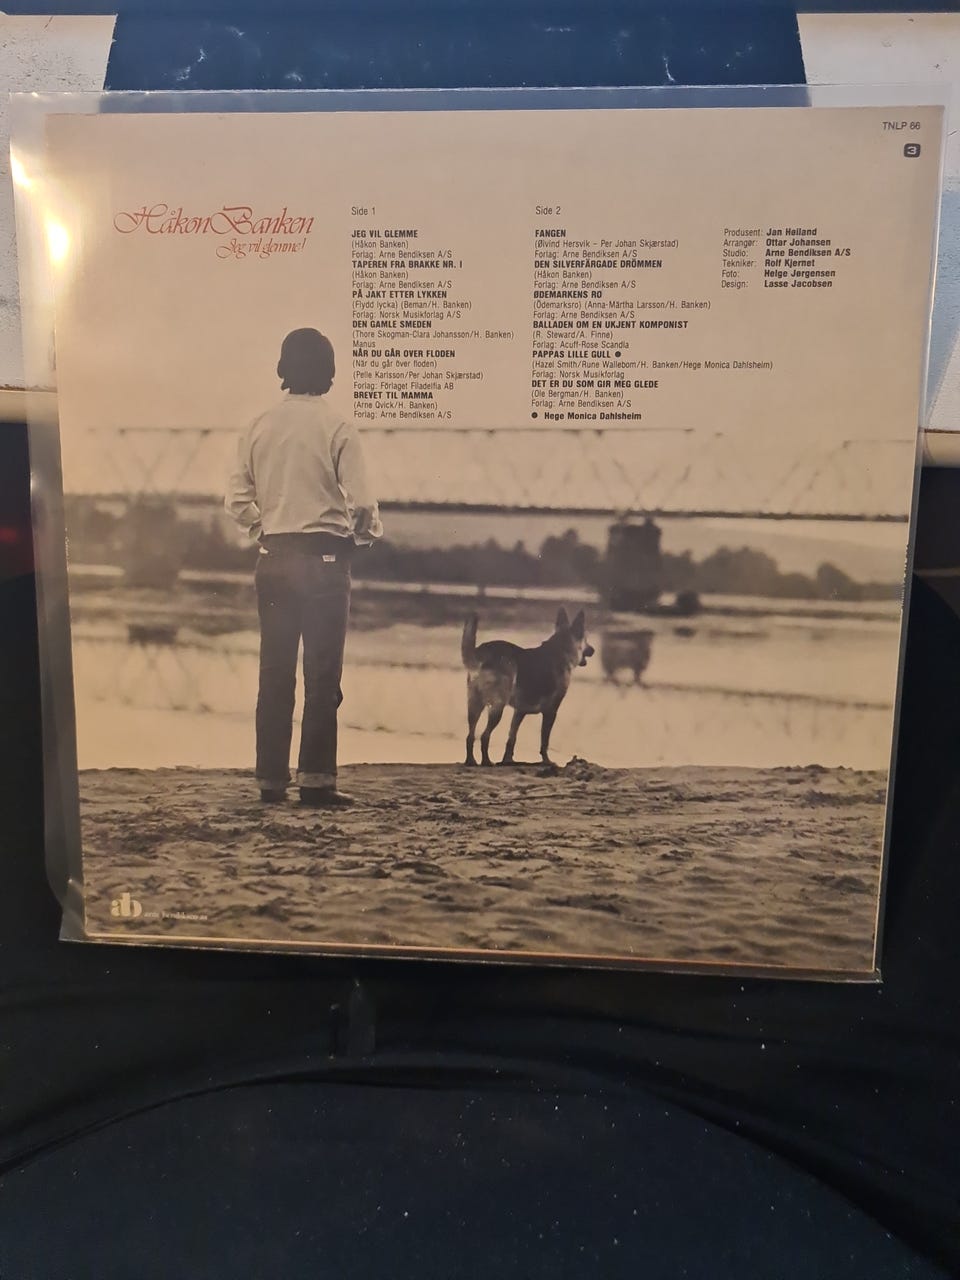 TNLP 66
3
Håkon Banken
Jeg vil glemme!
Side 1
JEG VIL GLEMME
(Håkon Banken)
Forlag: Arne Bendiksen A/S
TAPEREN FRA BRAKKE NR. I
(Håkon Banken)
Forlag: Arne Bendiksen A/S
PÅ JAKT ETTER LYKKEN
(Flydd lycka) (Beman/H. Banken)
Forlag: Norsk Musikforlag A/S
DEN GAMLE SMEDEN
(Thore Skogman-Clara Johansson/H. Banken)
Manus
NÅR DU GÅR OVER FLODEN
(När du går över floden)
(Pelle Karlsson/Per Johan Skjærstad)
Forlag: Förlaget Filadelfia AB
BREVET TIL MAMMA
(Arne Qvick/H. Banken)
Forlag: Arne Bendiksen A/S
Side 2
FANGEN
(Øivind Hersvik – Per Johan Skjærstad)
Forlag: Arne Bendiksen A/S
DEN SILVERFÄRGADE DRÖMMEN
(Håkon Banken)
Forlag: Arne Bendiksen A/S
ØDEMARKENS RO
(Ödemarksro) (Anna-Märtha Larsson/H. Banken)
Forlag: Arne Bendiksen A/S
BALLADEN OM EN UKJENT KOMPONIST
(R. Steward/A. Finne)
Forlag: Acuff-Rose Scandia
PAPPAS LILLE GULL ●
(Hazel Smith/Rune Wallebom/H. Banken/Hege Monica Dahlsheim)
Forlag: Norsk Musikforlag
DET ER DU SOM GIR MEG GLEDE
(Ole Bergman/H. Banken)
Forlag: Arne Bendiksen A/S
● Hege Monica Dahlsheim
Produsent: Jan Høiland
Arrangør: Ottar Johansen
Studio: Arne Bendiksen A/S
Tekniker: Rolf Kjernet
Foto: Helge Jørgensen
Design: Lasse Jacobsen
ab arne bendiksen a/s